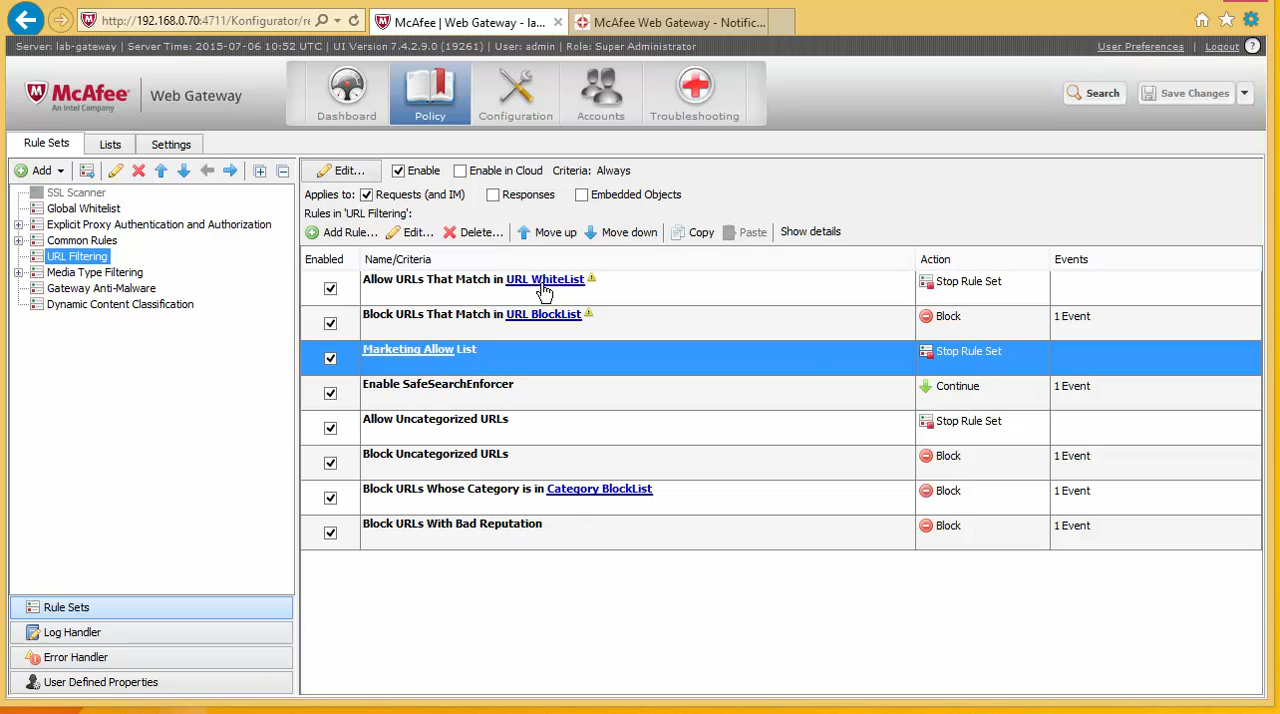 http://192.168.0.70:4711/Konfigurator/re
McAfee | Web Gateway - la...
McAfee Web Gateway - Notific...
Server: lab-gateway | Server Time: 2015-07-06 10:52 UTC | UI Version 7.4.2.9.0 (19261) | User: admin | Role: Super Administrator
User Preferences | Logout ?
McAfee
An Intel Company
Web Gateway
Dashboard
Policy
Configuration
Accounts
Troubleshooting
Search
Save Changes
Rule Sets
Lists
Settings
Add
SSL Scanner
Global Whitelist
Explicit Proxy Authentication and Authorization
Common Rules
URL Filtering
Media Type Filtering
Gateway Anti-Malware
Dynamic Content Classification
Rule Sets
Log Handler
Error Handler
User Defined Properties
Edit... Enable Enable in Cloud Criteria: Always
Applies to: Requests (and IM) Responses Embedded Objects
Rules in 'URL Filtering':
Add Rule... Edit... Delete... Move up Move down Copy Paste Show details
Enabled Name/Criteria Action Events
Allow URLs That Match in URL WhiteList Stop Rule Set
Block URLs That Match in URL BlockList Block 1 Event
Marketing Allow List Stop Rule Set
Enable SafeSearchEnforcer Continue 1 Event
Allow Uncategorized URLs Stop Rule Set
Block Uncategorized URLs Block 1 Event
Block URLs Whose Category is in Category BlockList Block 1 Event
Block URLs With Bad Reputation Block 1 Event